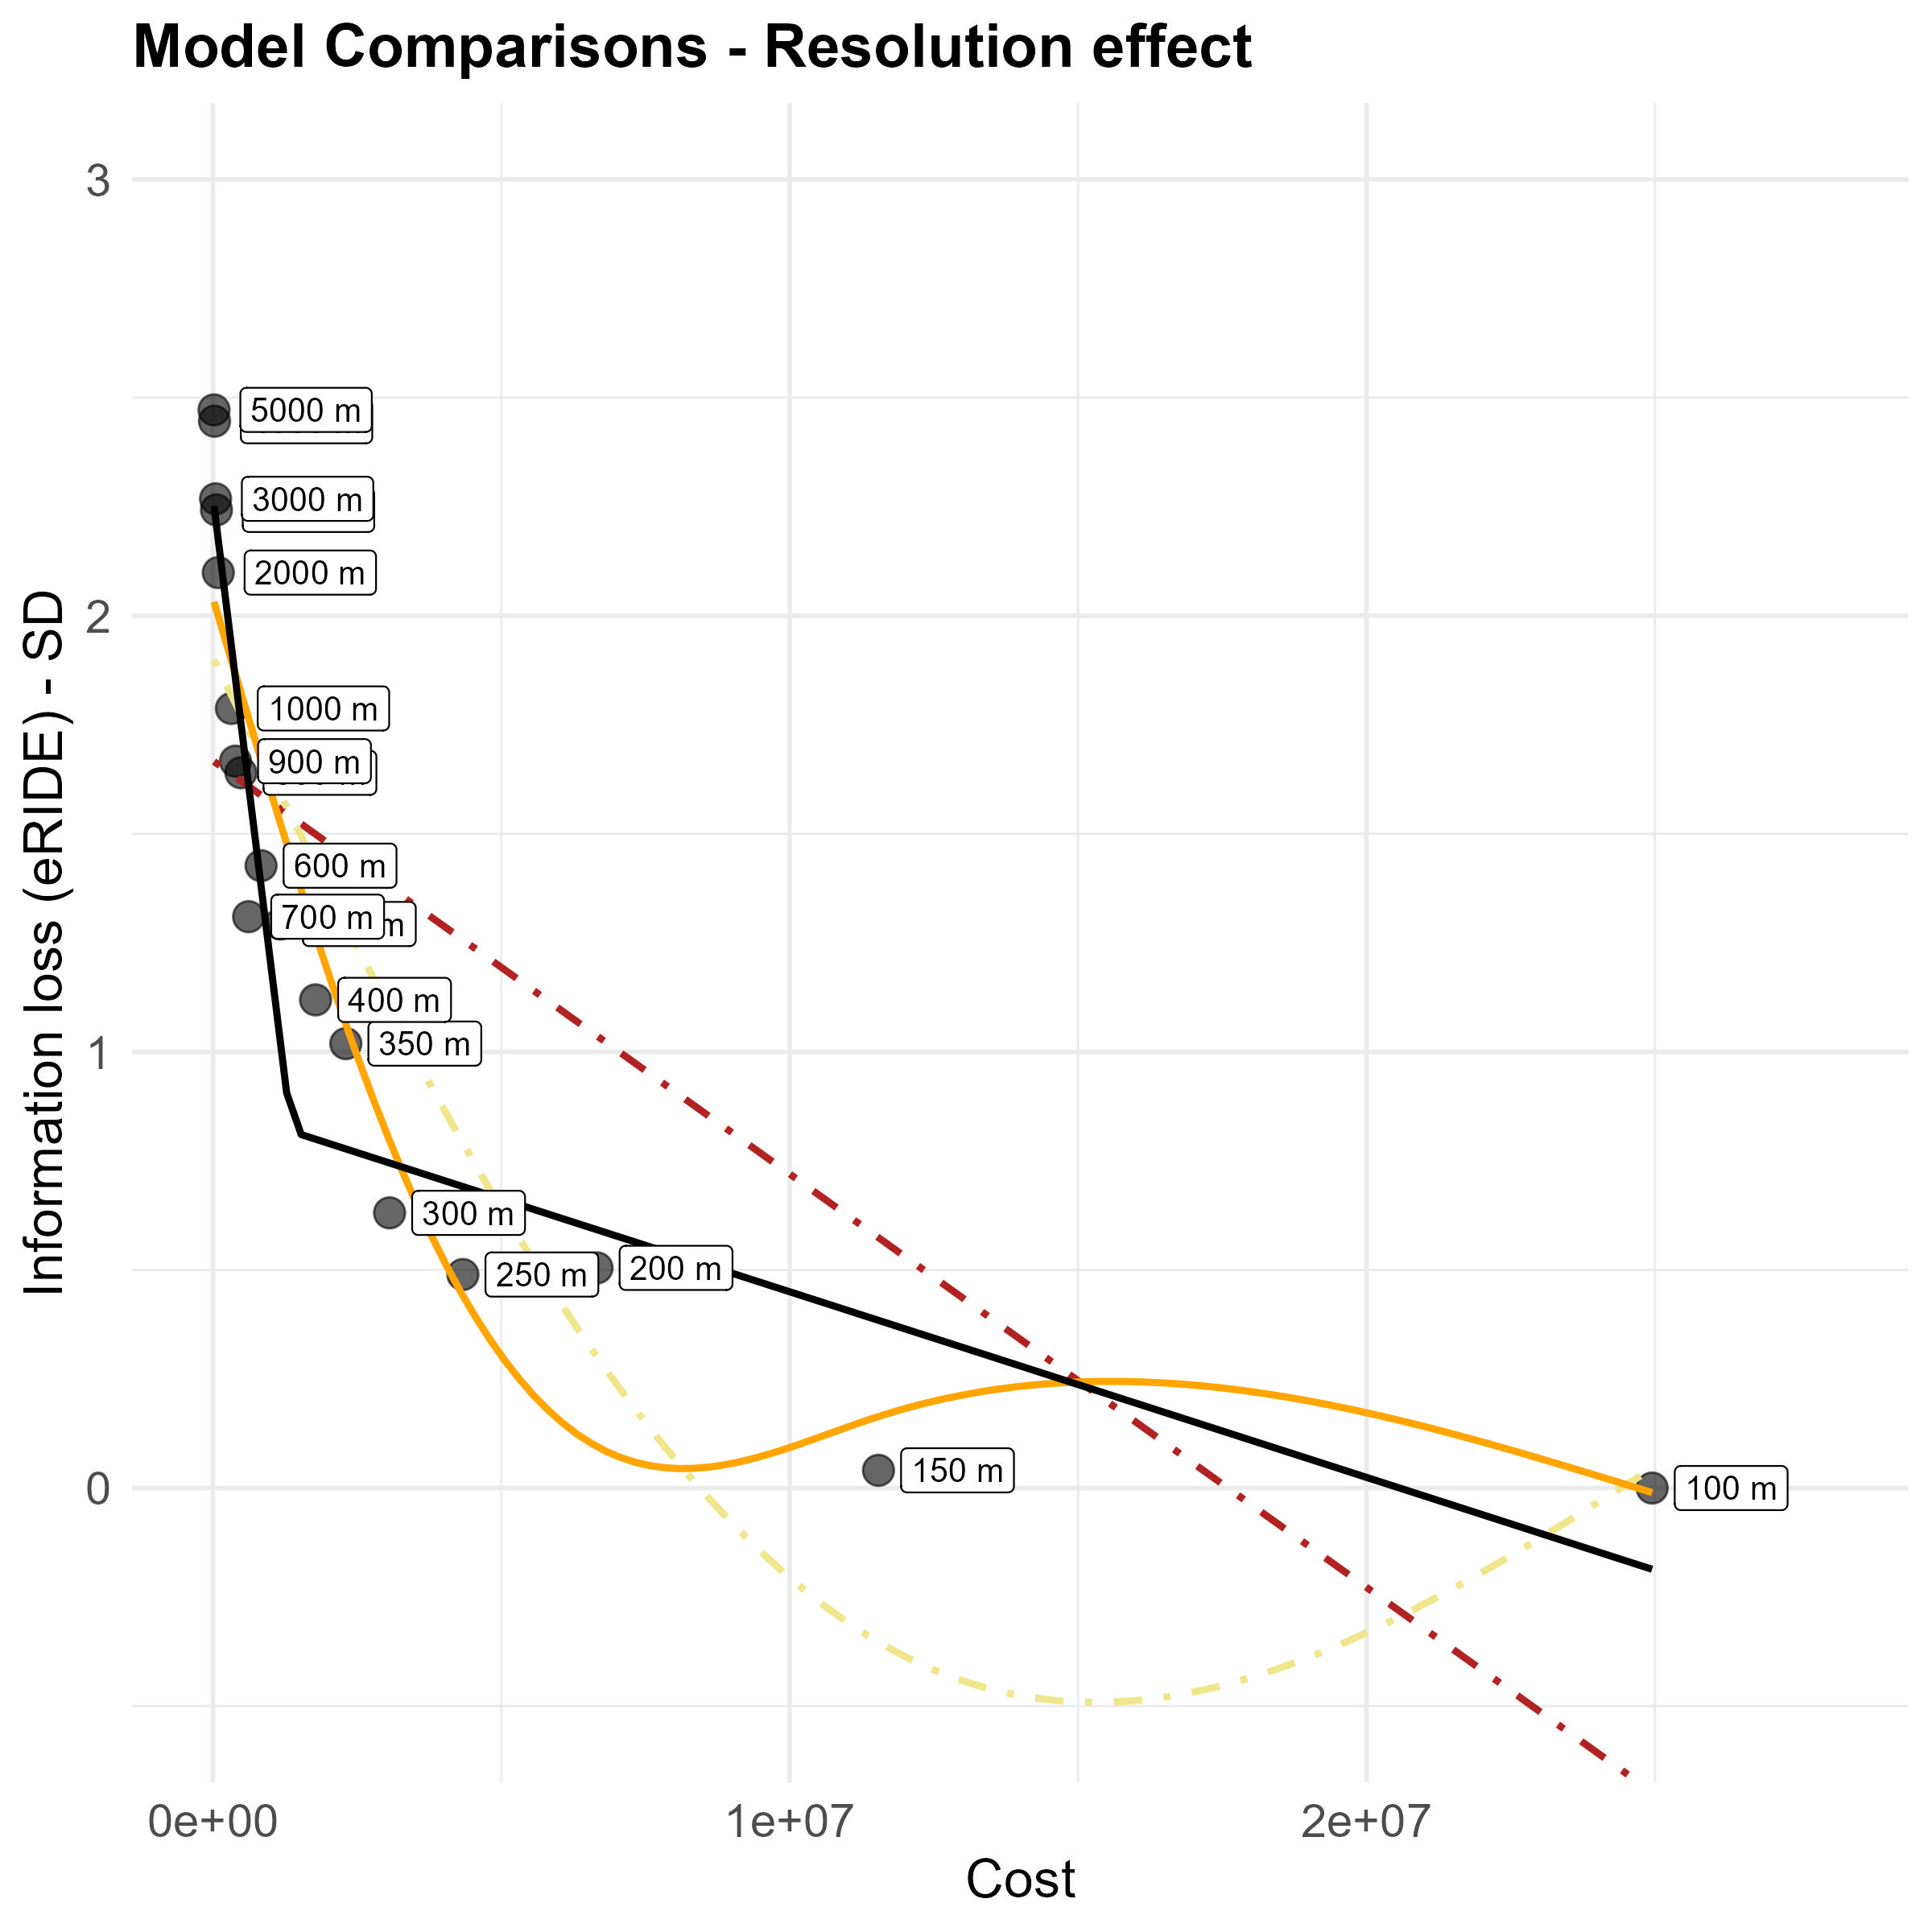 Model Comparisons - Resolution effect
3
2
1
0
Information loss (eRIDE) - SD
5000 m
3000 m
2000 m
1000 m
900 m
600 m
700 m
m
400 m
350 m
300 m
250 m
200 m
150 m
100 m
0e+00
1e+07
2e+07
Cost